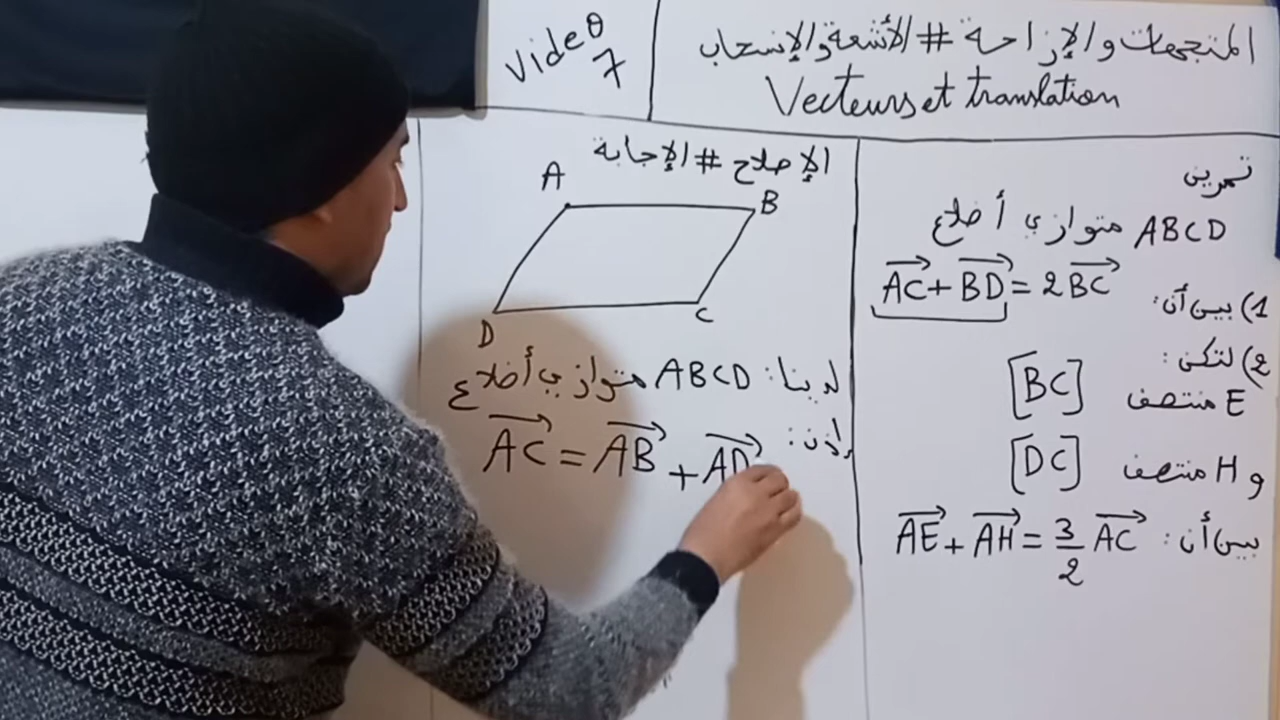 المتجهات والإزاحة # الأشعة والإنسحاب
Vecteurs et translation
Video 7
تمرين
ABCD متوازي أضلاع
1) بين أن: AC + BD = 2 BC
2) لتكن:
E منتصف [BC]
و H منتصف [DC]
بين أن: AE + AH = 3/2 AC
الإصلاح # الإجابة
A
B
D
C
لدينا: ABCD متوازي أضلاع
إذن:
AC = AB + AD